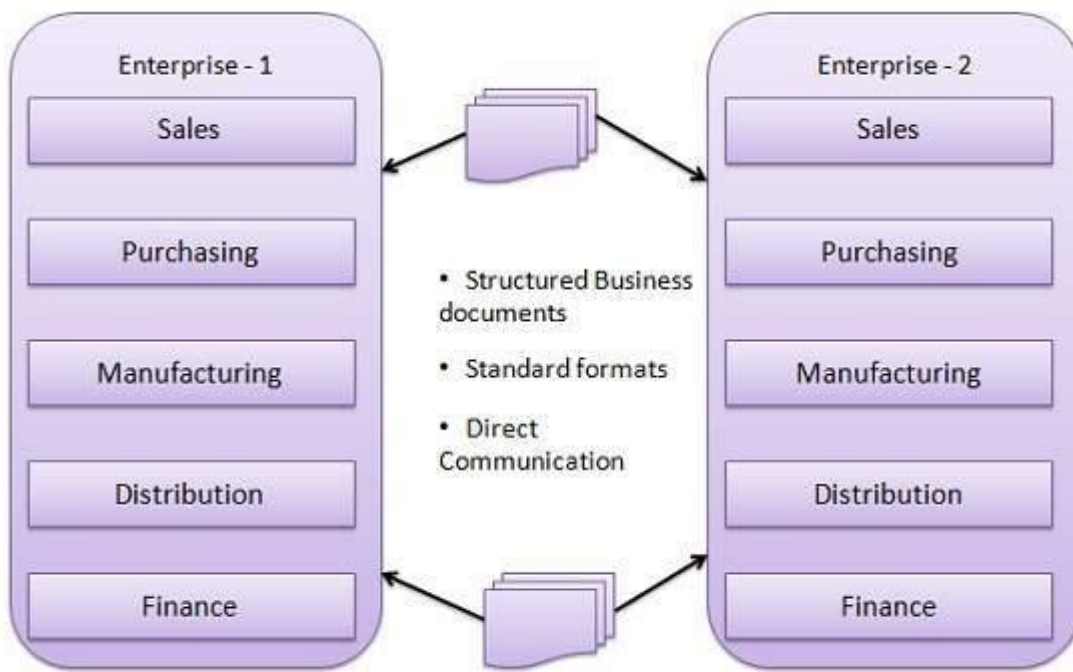 Enterprise - 1
Sales
Purchasing
Manufacturing
Distribution
Finance
• Structured Business
documents
• Standard formats
• Direct
Communication
Enterprise - 2
Sales
Purchasing
Manufacturing
Distribution
Finance